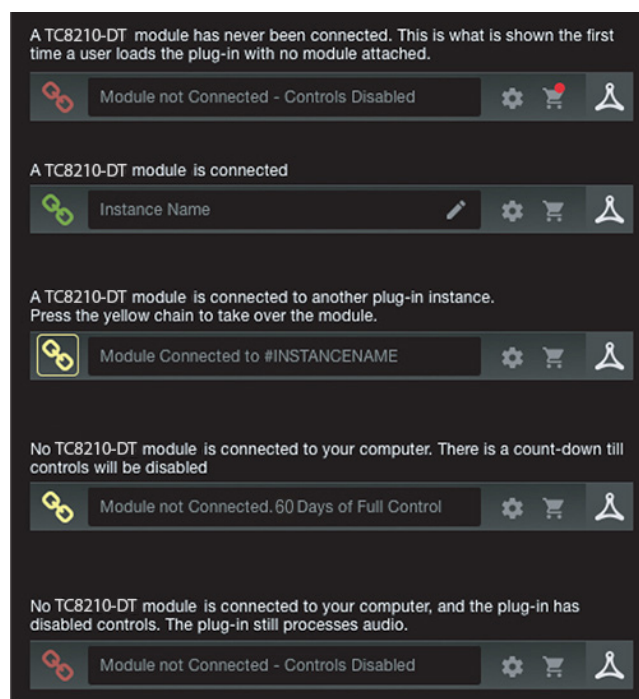 A TC8210-DT module has never been connected. This is what is shown the first
time a user loads the plug-in with no module attached.
Module not Connected - Controls Disabled
A TC8210-DT module is connected
Instance Name
A TC8210-DT module is connected to another plug-in instance.
Press the yellow chain to take over the module.
Module Connected to #INSTANCENAME
No TC8210-DT module is connected to your computer. There is a count-down till
controls will be disabled
Module not Connected. 60 Days of Full Control
No TC8210-DT module is connected to your computer, and the plug-in has
disabled controls. The plug-in still processes audio.
Module not Connected - Controls Disabled